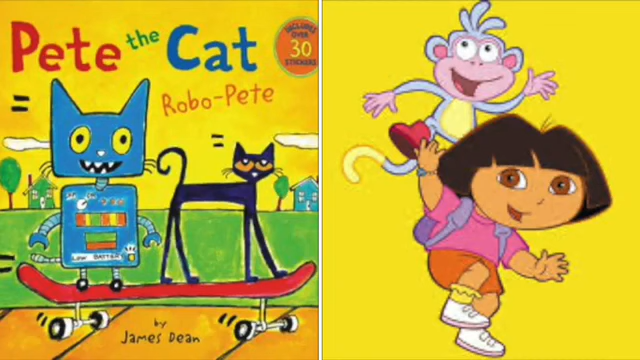 Pete the Cat
INCLUDES
OVER
30
STICKERS
Robo-Pete
LOW BATTERY
by
James Dean